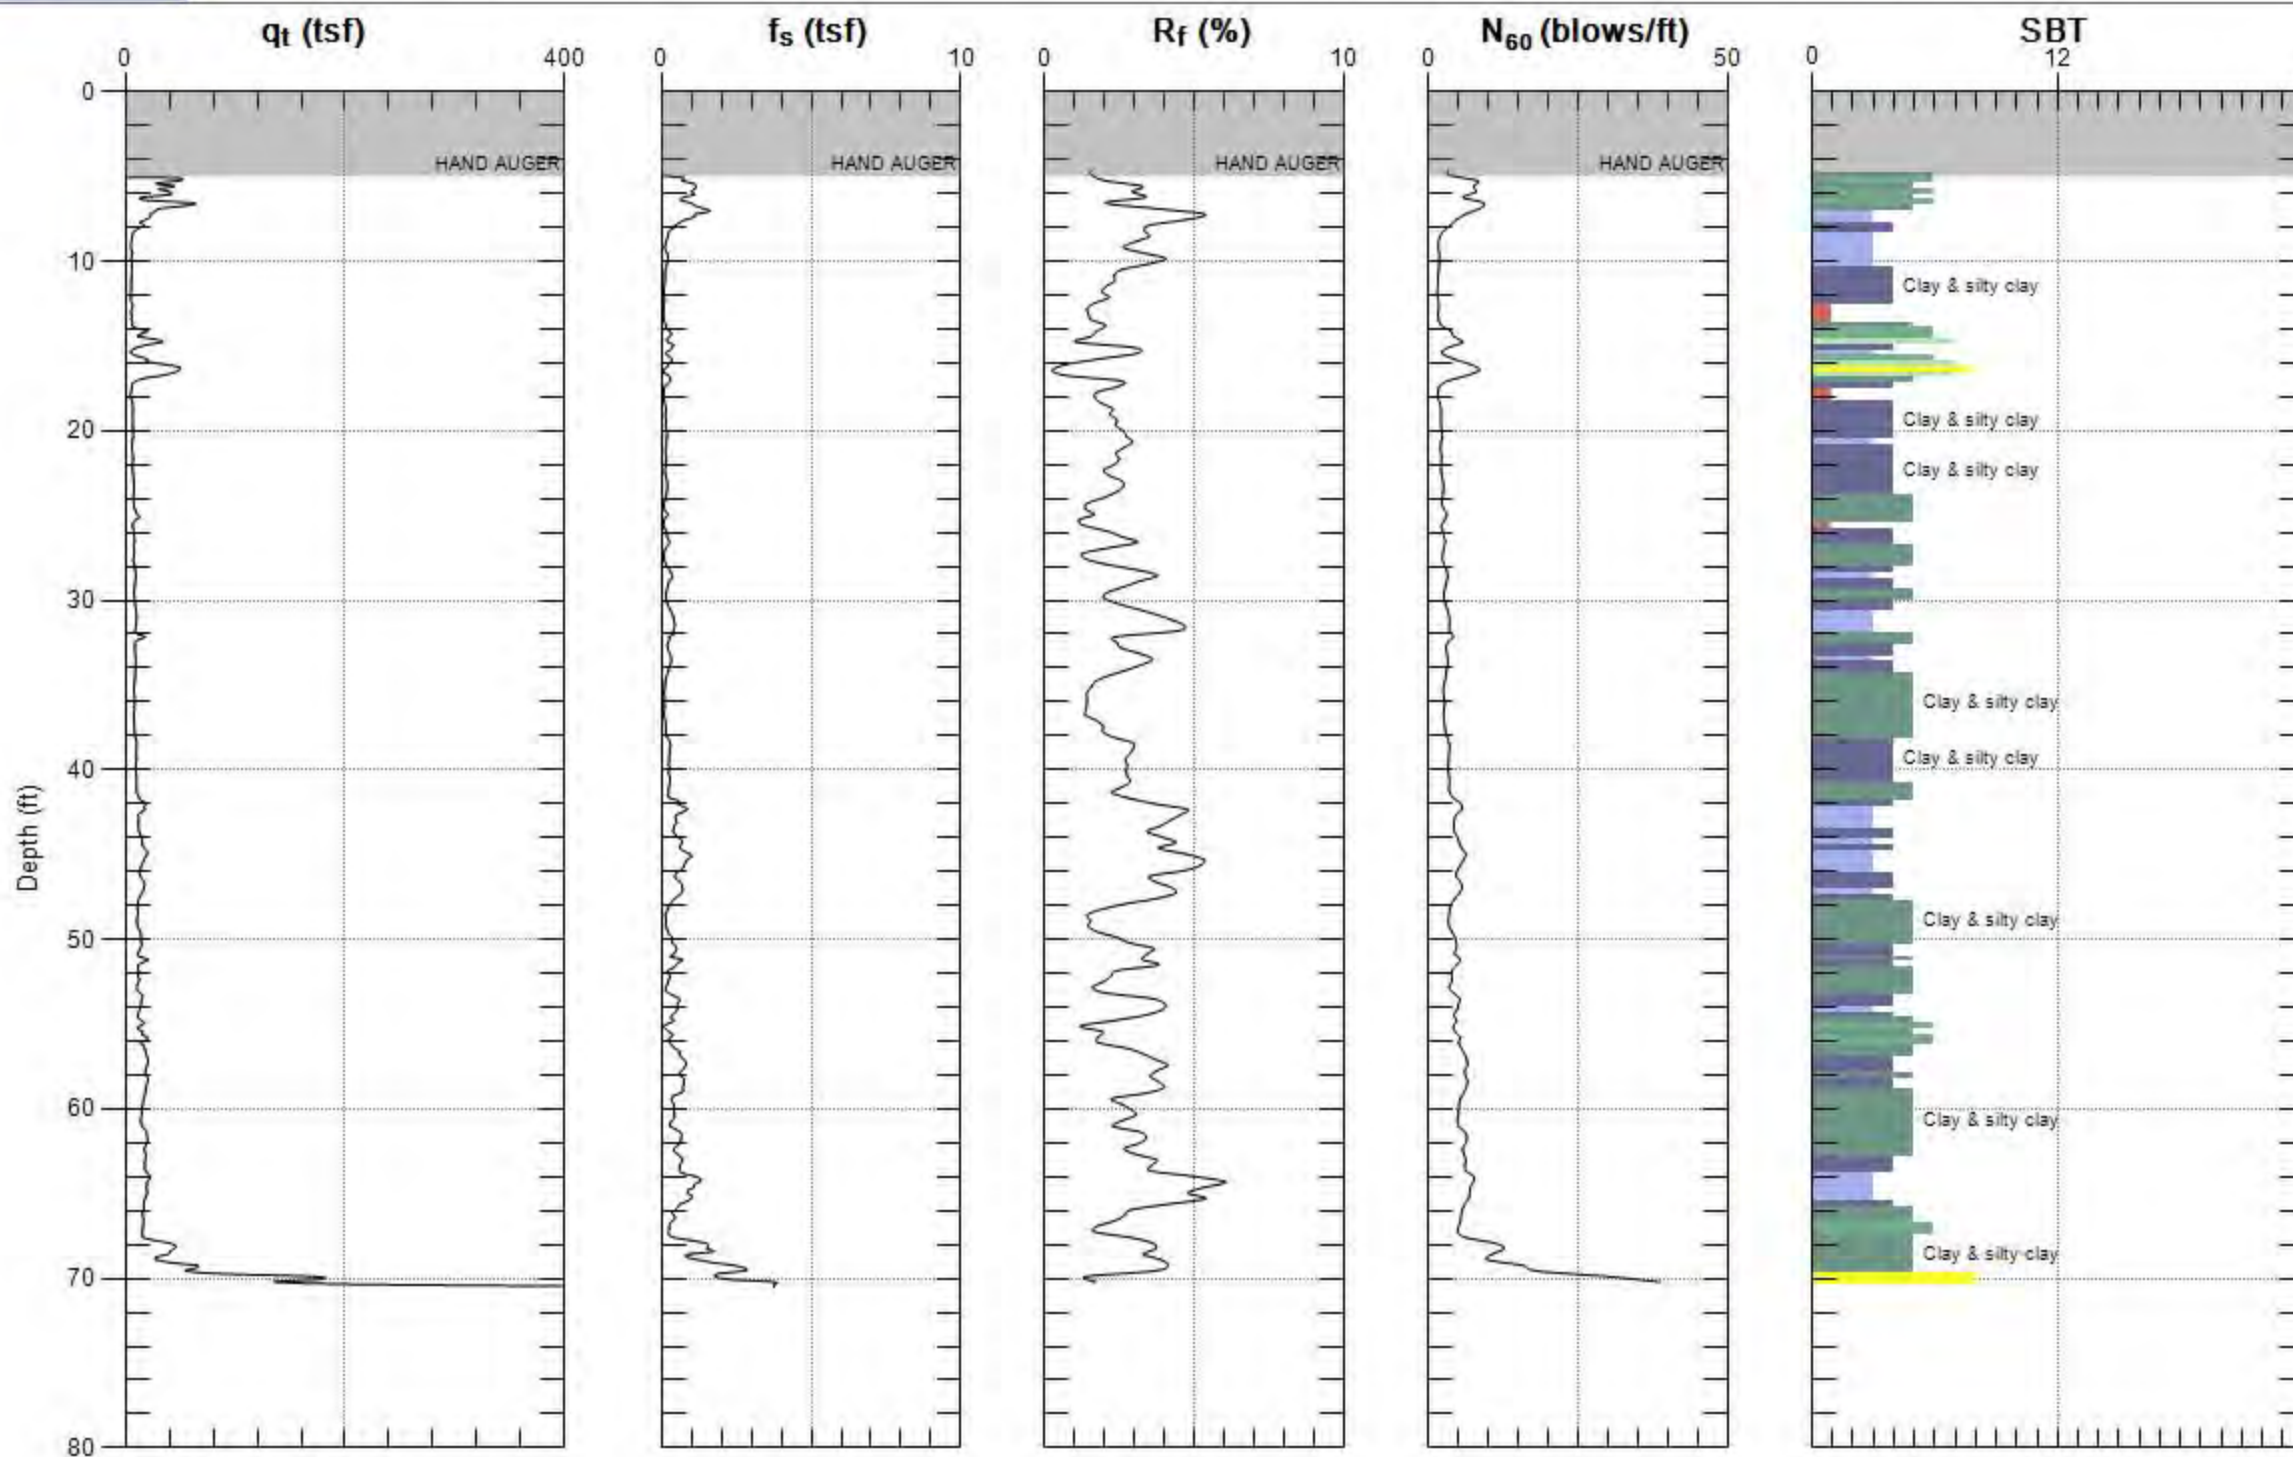 qt (tsf) fs (tsf) Rf (%) N60 (blows/ft) SBT
0 400 0 10 0 10 0 50 0 12
0
HAND AUGER HAND AUGER HAND AUGER HAND AUGER
10
Clay & silty clay
20
Clay & silty clay
Clay & silty clay
30
Clay & silty clay
40
Clay & silty clay
Depth (ft)
50
Clay & silty clay
60
Clay & silty clay
70
Clay & silty clay
80